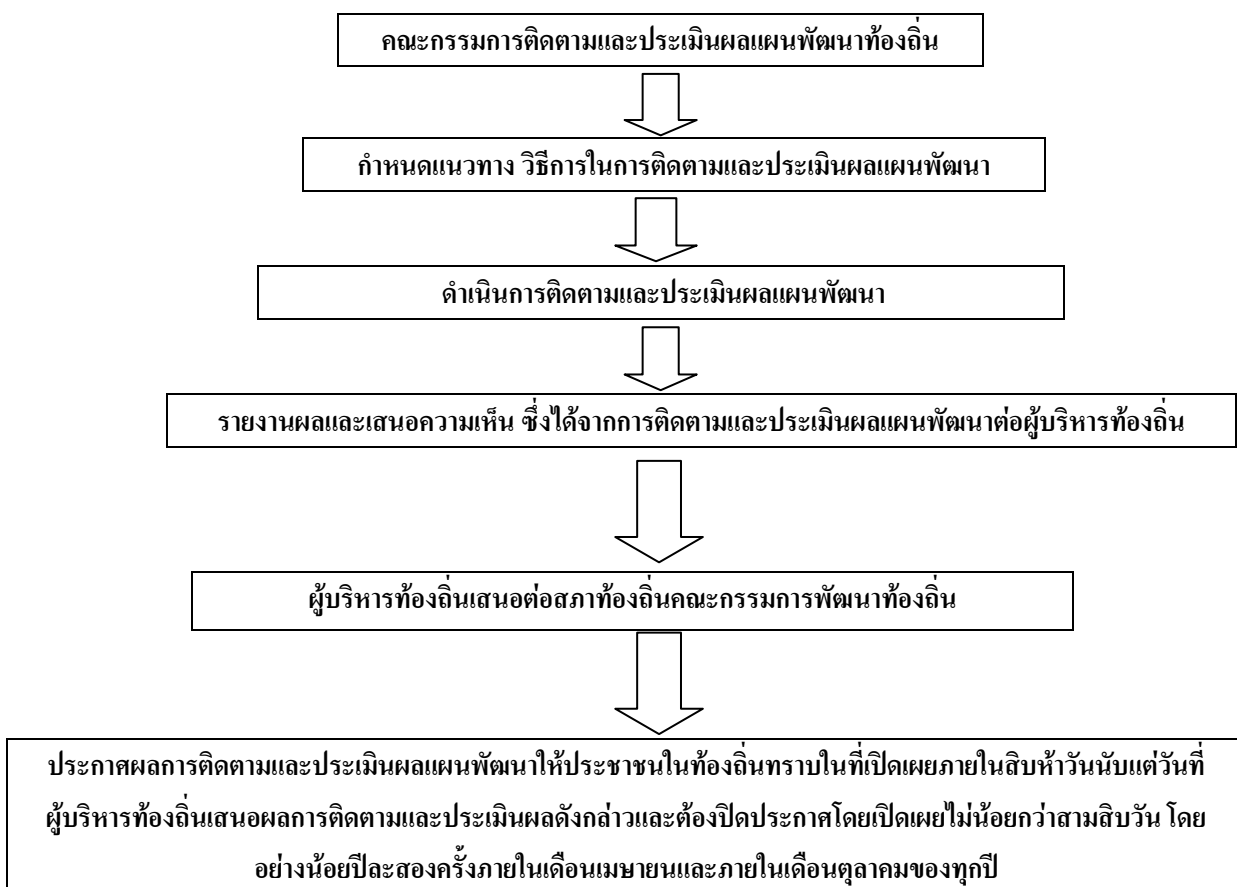 คณะกรรมการติดตามและประเมินผลแผนพัฒนาท้องถิ่น
กำหนดแนวทาง วิธีการในการติดตามและประเมินผลแผนพัฒนา
ดำเนินการติดตามและประเมินผลแผนพัฒนา
รายงานผลและเสนอความเห็น ซึ่งได้จากการติดตามและประเมินผลแผนพัฒนาต่อผู้บริหารท้องถิ่น
ผู้บริหารท้องถิ่นเสนอต่อสภาท้องถิ่นคณะกรรมการพัฒนาท้องถิ่น
ประกาศผลการติดตามและประเมินผลแผนพัฒนาให้ประชาชนในท้องถิ่นทราบในที่เปิดเผยภายในสิบห้าวันนับแต่วันที่
ผู้บริหารท้องถิ่นเสนอผลการติดตามและประเมินผลดังกล่าวและต้องปิดประกาศโดยเปิดเผยไม่น้อยกว่าสามสิบวัน โดย
อย่างน้อยปีละสองครั้งภายในเดือนเมษายนและภายในเดือนตุลาคมของทุกปี